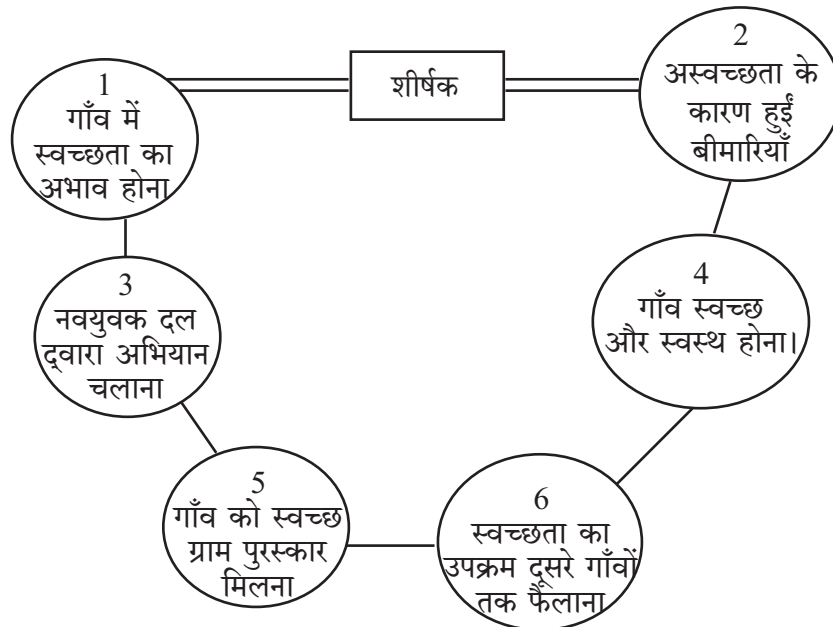 शीर्षक
1
गाँव में
स्वच्छता का
अभाव होना
2
अस्वच्छता के
कारण हुईं
बीमारियाँ
3
नवयुवक दल
द्‍वारा अभियान
चलाना
4
गाँव स्वच्छ
और स्वस्थ होना।
5
गाँव को स्वच्छ
ग्राम पुरस्कार
मिलना
6
स्वच्छता का
उपक्रम दूसरे गाँवों
तक फैलाना